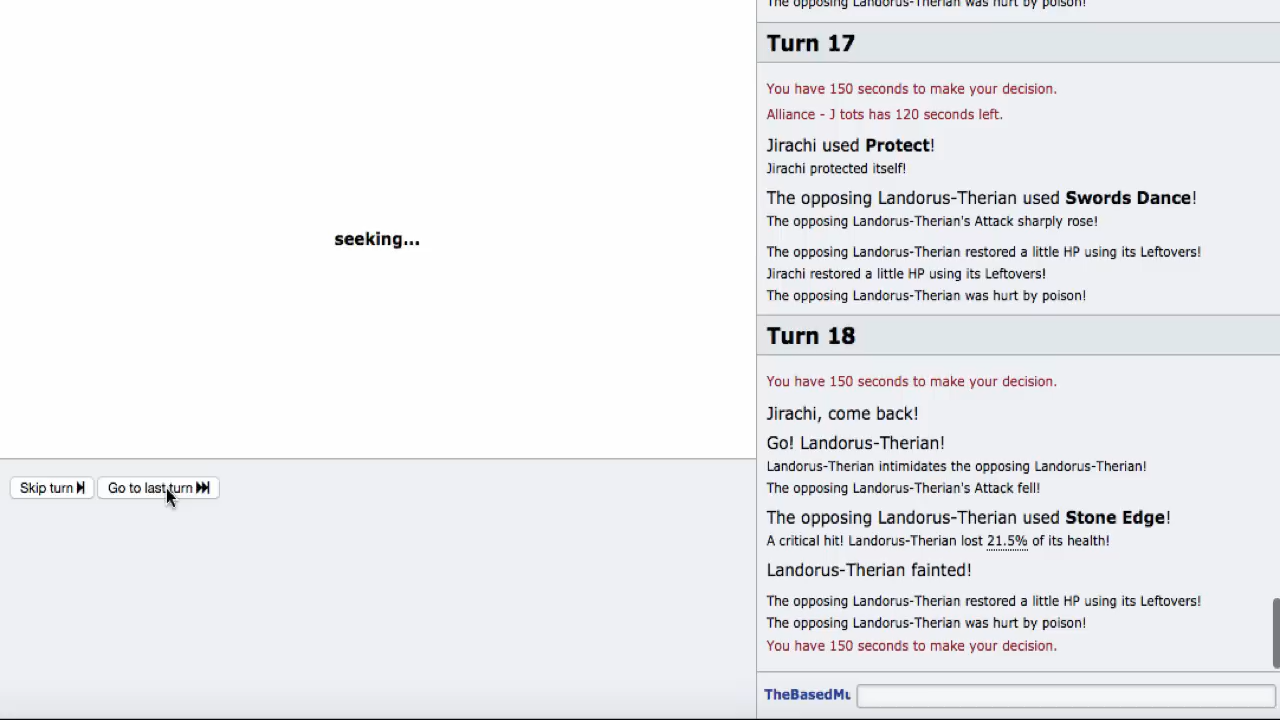 The opposing Landorus-Therian was hurt by poison!
Turn 17
You have 150 seconds to make your decision.
Alliance - J tots has 120 seconds left.
Jirachi used Protect!
Jirachi protected itself!
The opposing Landorus-Therian used Swords Dance!
The opposing Landorus-Therian's Attack sharply rose!
The opposing Landorus-Therian restored a little HP using its Leftovers!
Jirachi restored a little HP using its Leftovers!
The opposing Landorus-Therian was hurt by poison!
seeking...
Turn 18
You have 150 seconds to make your decision.
Jirachi, come back!
Go! Landorus-Therian!
Landorus-Therian intimidates the opposing Landorus-Therian!
The opposing Landorus-Therian's Attack fell!
Skip turn
Go to last turn
The opposing Landorus-Therian used Stone Edge!
A critical hit! Landorus-Therian lost 21.5% of its health!
Landorus-Therian fainted!
The opposing Landorus-Therian restored a little HP using its Leftovers!
The opposing Landorus-Therian was hurt by poison!
You have 150 seconds to make your decision.
TheBasedMu